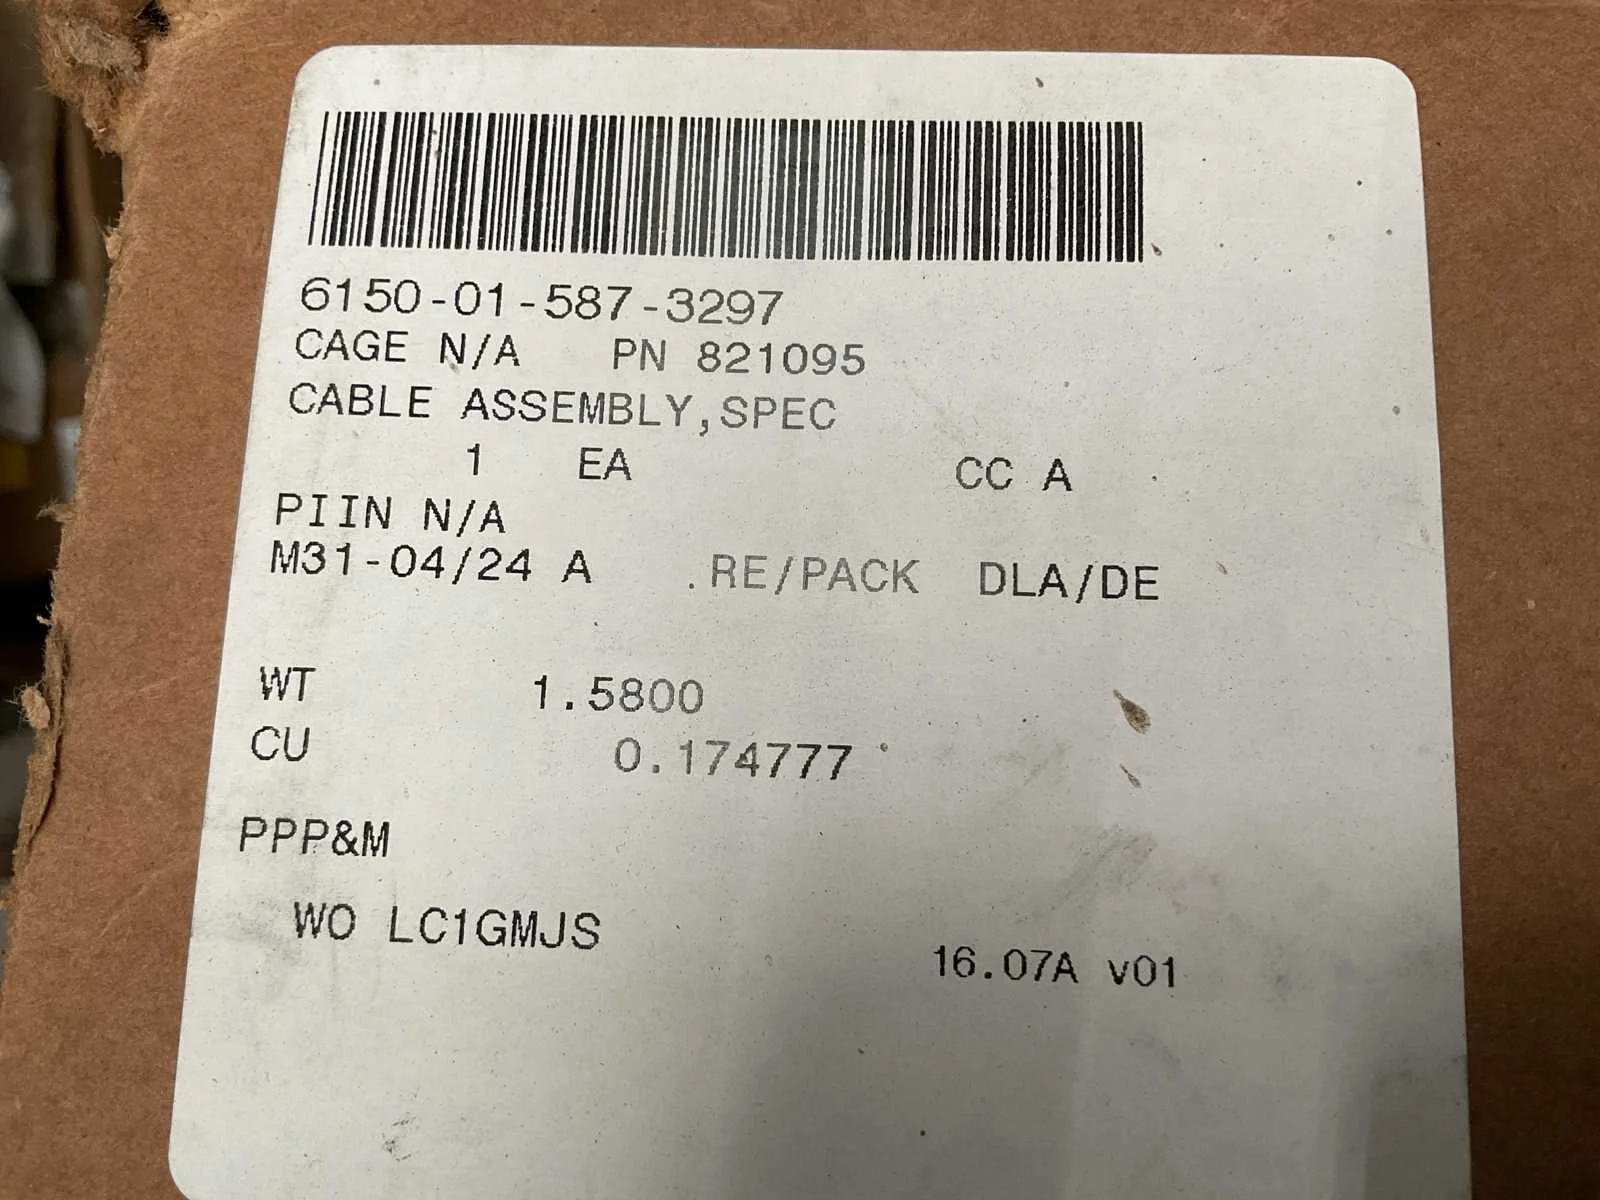 6150-01-587-3297
CAGE N/A PN 821095
CABLE ASSEMBLY,SPEC
1 EA CC A
PIIN N/A
M31-04/24 A .RE/PACK DLA/DE
WT 1.5800
CU 0.174777
PPP&M
WO LC1GMJS
16.07A v01